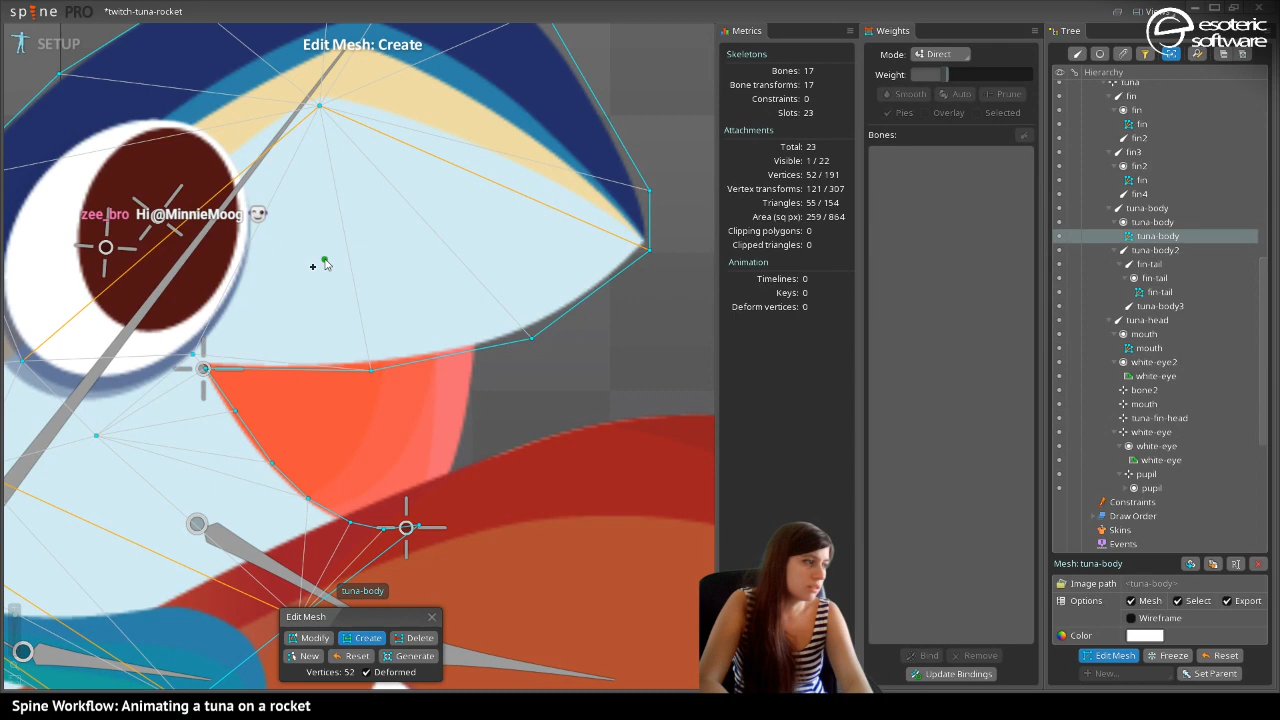 spine PRO
*twitch-tuna-rocket
Views
esoteric
software
SETUP
Edit Mesh: Create
zee_bro Hi@MinnieMoog
tuna-body
Edit Mesh
Modify Create Delete
New Reset Generate
Vertices: 52 Deformed
Metrics
Skeletons
Bones: 17
Bone transforms: 17
Constraints: 0
Slots: 23
Attachments
Total: 23
Visible: 1 / 22
Vertices: 52 / 191
Vertex transforms: 121 / 307
Triangles: 55 / 154
Area (sq px): 259 / 864
Clipping polygons: 0
Clipped triangles: 0
Animation
Timelines: 0
Keys: 0
Deform vertices: 0
Weights
Mode: Direct
Weight:
Smooth Auto Prune
Pies Overlay Selected
Bones:
Bind Remove
Update Bindings
Tree
Hierarchy
tuna
fin
fin
fin
fin2
fin3
fin2
fin
fin4
tuna-body
tuna-body
tuna-body
tuna-body2
fin-tail
fin-tail
fin-tail
tuna-body3
tuna-head
mouth
mouth
white-eye2
white-eye
bone2
mouth
tuna-fin-head
white-eye
white-eye
white-eye
pupil
pupil
Constraints
Draw Order
Skins
Events
Mesh: tuna-body
Image path <tuna-body>
Options Mesh Select Export
Wireframe
Color
Edit Mesh Freeze Reset
New... Set Parent
Spine Workflow: Animating a tuna on a rocket